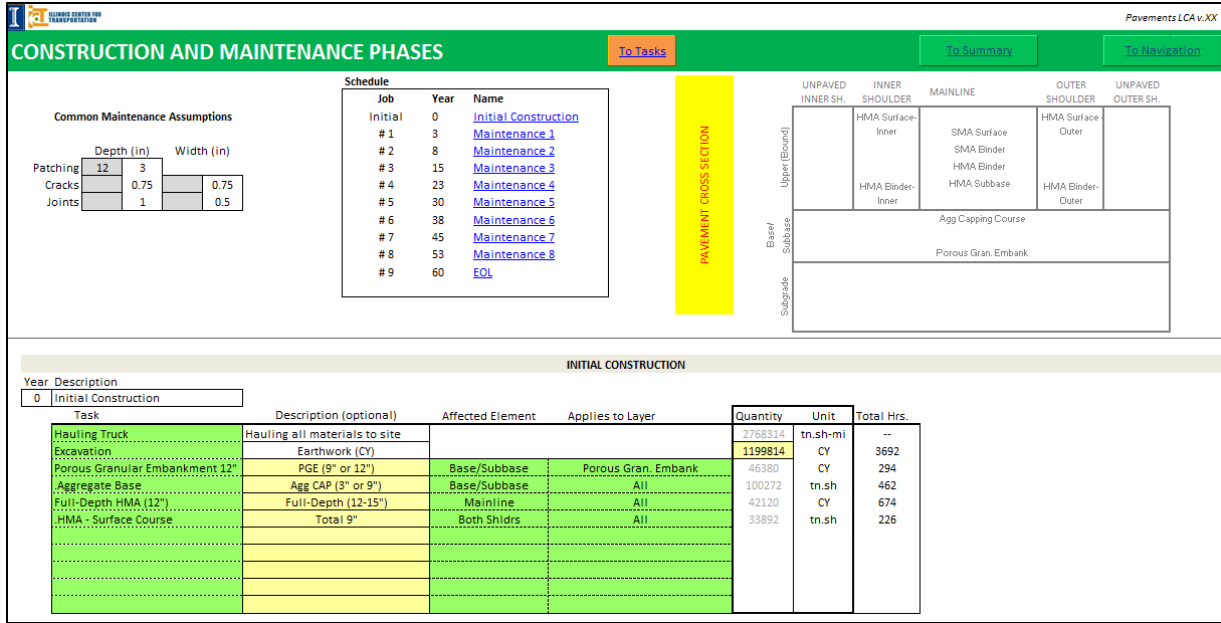 ILLINOIS CENTER FOR
TRANSPORTATION
Pavements LCA v.XX
CONSTRUCTION AND MAINTENANCE PHASES
To Tasks
To Summary
To Navigation
Common Maintenance Assumptions
Depth (in) Width (in)
Patching 12 3
Cracks 0.75 0.75
Joints 1 0.5
Schedule
Job Year Name
Initial 0 Initial Construction
# 1 3 Maintenance 1
# 2 8 Maintenance 2
# 3 15 Maintenance 3
# 4 23 Maintenance 4
# 5 30 Maintenance 5
# 6 38 Maintenance 6
# 7 45 Maintenance 7
# 8 53 Maintenance 8
# 9 60 EOL
PAVEMENT CROSS SECTION
UNPAVED INNER MAINLINE OUTER UNPAVED
INNER SH. SHOULDER SHOULDER OUTER SH.
Upper (Bound)
HMA Surface- HMA Surface -
Inner SMA Surface Outer
SMA Binder
HMA Binder
HMA Binder- HMA Subbase HMA Binder-
Inner Outer
Base/
Subbase
Agg Capping Course
Porous Gran. Embank
Subgrade
INITIAL CONSTRUCTION
Year Description
0 Initial Construction
Task Description (optional) Affected Element Applies to Layer Quantity Unit Total Hrs.
Hauling Truck Hauling all materials to site 2768314 tn.sh-mi --
Excavation Earthwork (CY) 1199814 CY 3692
Porous Granular Embankment 12" PGE (9" or 12") Base/Subbase Porous Gran. Embank 46380 CY 294
.Aggregate Base Agg CAP (3" or 9") Base/Subbase All 100272 tn.sh 462
Full-Depth HMA (12") Full-Depth (12-15") Mainline All 42120 CY 674
.HMA - Surface Course Total 9" Both Shldrs All 33892 tn.sh 226